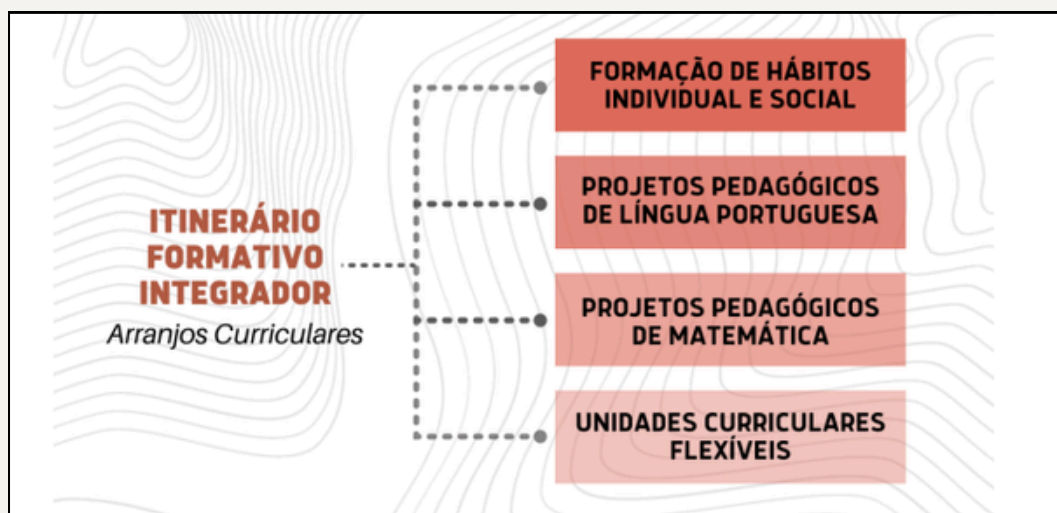 ITINERÁRIO
FORMATIVO
INTEGRADOR
Arranjos Curriculares
FORMAÇÃO DE HÁBITOS
INDIVIDUAL E SOCIAL
PROJETOS PEDAGÓGICOS
DE LÍNGUA PORTUGUESA
PROJETOS PEDAGÓGICOS
DE MATEMÁTICA
UNIDADES CURRICULARES
FLEXÍVEIS